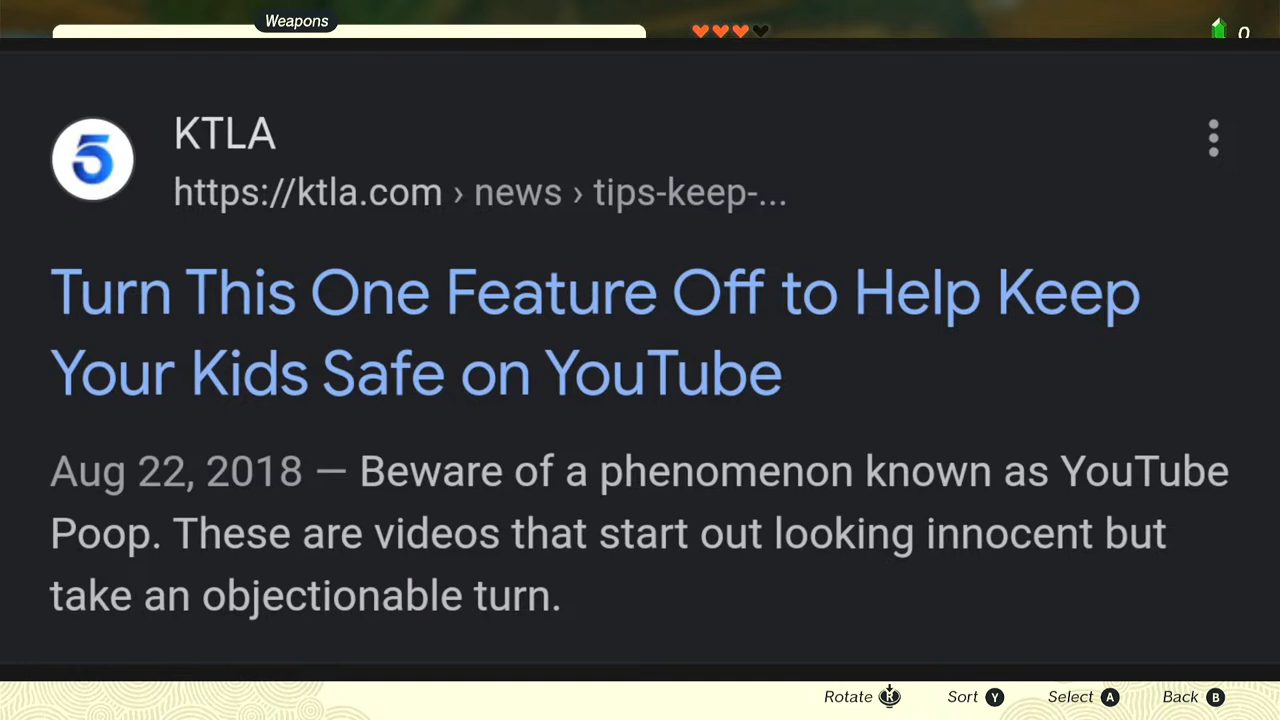 Weapons
0
5
KTLA
https://ktla.com › news › tips-keep-...
Turn This One Feature Off to Help Keep
Your Kids Safe on YouTube
Aug 22, 2018 — Beware of a phenomenon known as YouTube
Poop. These are videos that start out looking innocent but
take an objectionable turn.
Rotate R Sort Y Select A Back B